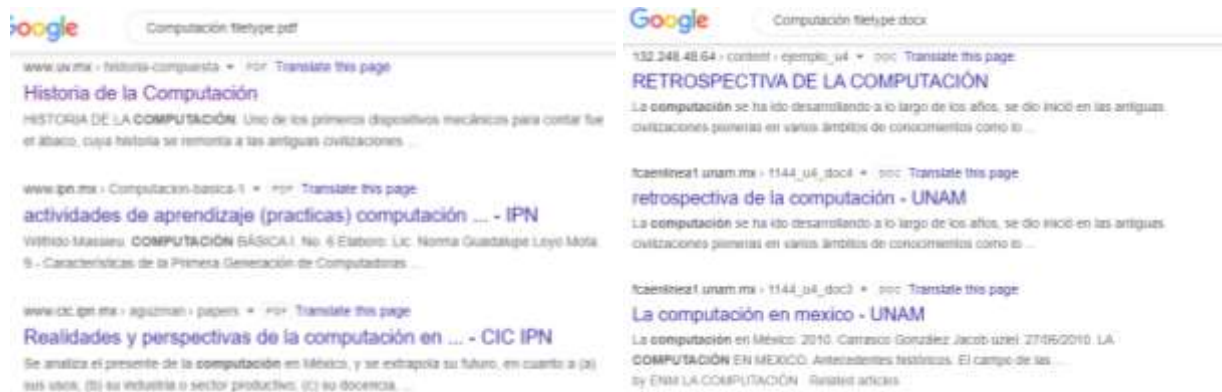 Google
Computación filetype:pdf
www.uv.mx › historia-compuesta PDF Translate this page
Historia de la Computación
HISTORIA DE LA COMPUTACIÓN. Uno de los primeros dispositivos mecánicos para contar fue
el ábaco, cuya historia se remonta a las antiguas civilizaciones ...
www.ipn.mx › Computacion-basica-1 PDF Translate this page
actividades de aprendizaje (practicas) computación ... - IPN
Wilfrido Massieu. COMPUTACIÓN BÁSICA I. No. 6 Elaboro: Lic. Norma Guadalupe Loyo Mota.
9.- Características de la Primera Generación de Computadoras ...
www.cic.ipn.mx › aguzman › papers PDF Translate this page
Realidades y perspectivas de la computación en ... - CIC IPN
Se analiza el presente de la computación en México, y se extrapola su futuro, en cuanto a (a)
sus usos; (b) su industria o sector productivo; (c) su docencia, ...
Google
Computación filetype:docx
132.248.48.64 › content › ejemplo_u4 DOC Translate this page
RETROSPECTIVA DE LA COMPUTACIÓN
La computación se ha ido desarrollando a lo largo de los años, se dio inició en las antiguas
civilizaciones pioneras en varios ámbitos de conocimientos como lo ...
fcaenlinea1.unam.mx › 1144_u4_doc4 DOC Translate this page
retrospectiva de la computación - UNAM
La computación se ha ido desarrollando a lo largo de los años, se dio inició en las antiguas
civilizaciones pioneras en varios ámbitos de conocimientos como lo ...
fcaenlinea1.unam.mx › 1144_u4_doc3 DOC Translate this page
La computación en mexico - UNAM
La computación en México. 2010. Carrasco González Jacob uziel. 27/06/2010. LA
COMPUTACIÓN EN MEXICO. Antecedentes históricos. El campo de las ...
by ENM LA COMPUTACIÓN Related articles